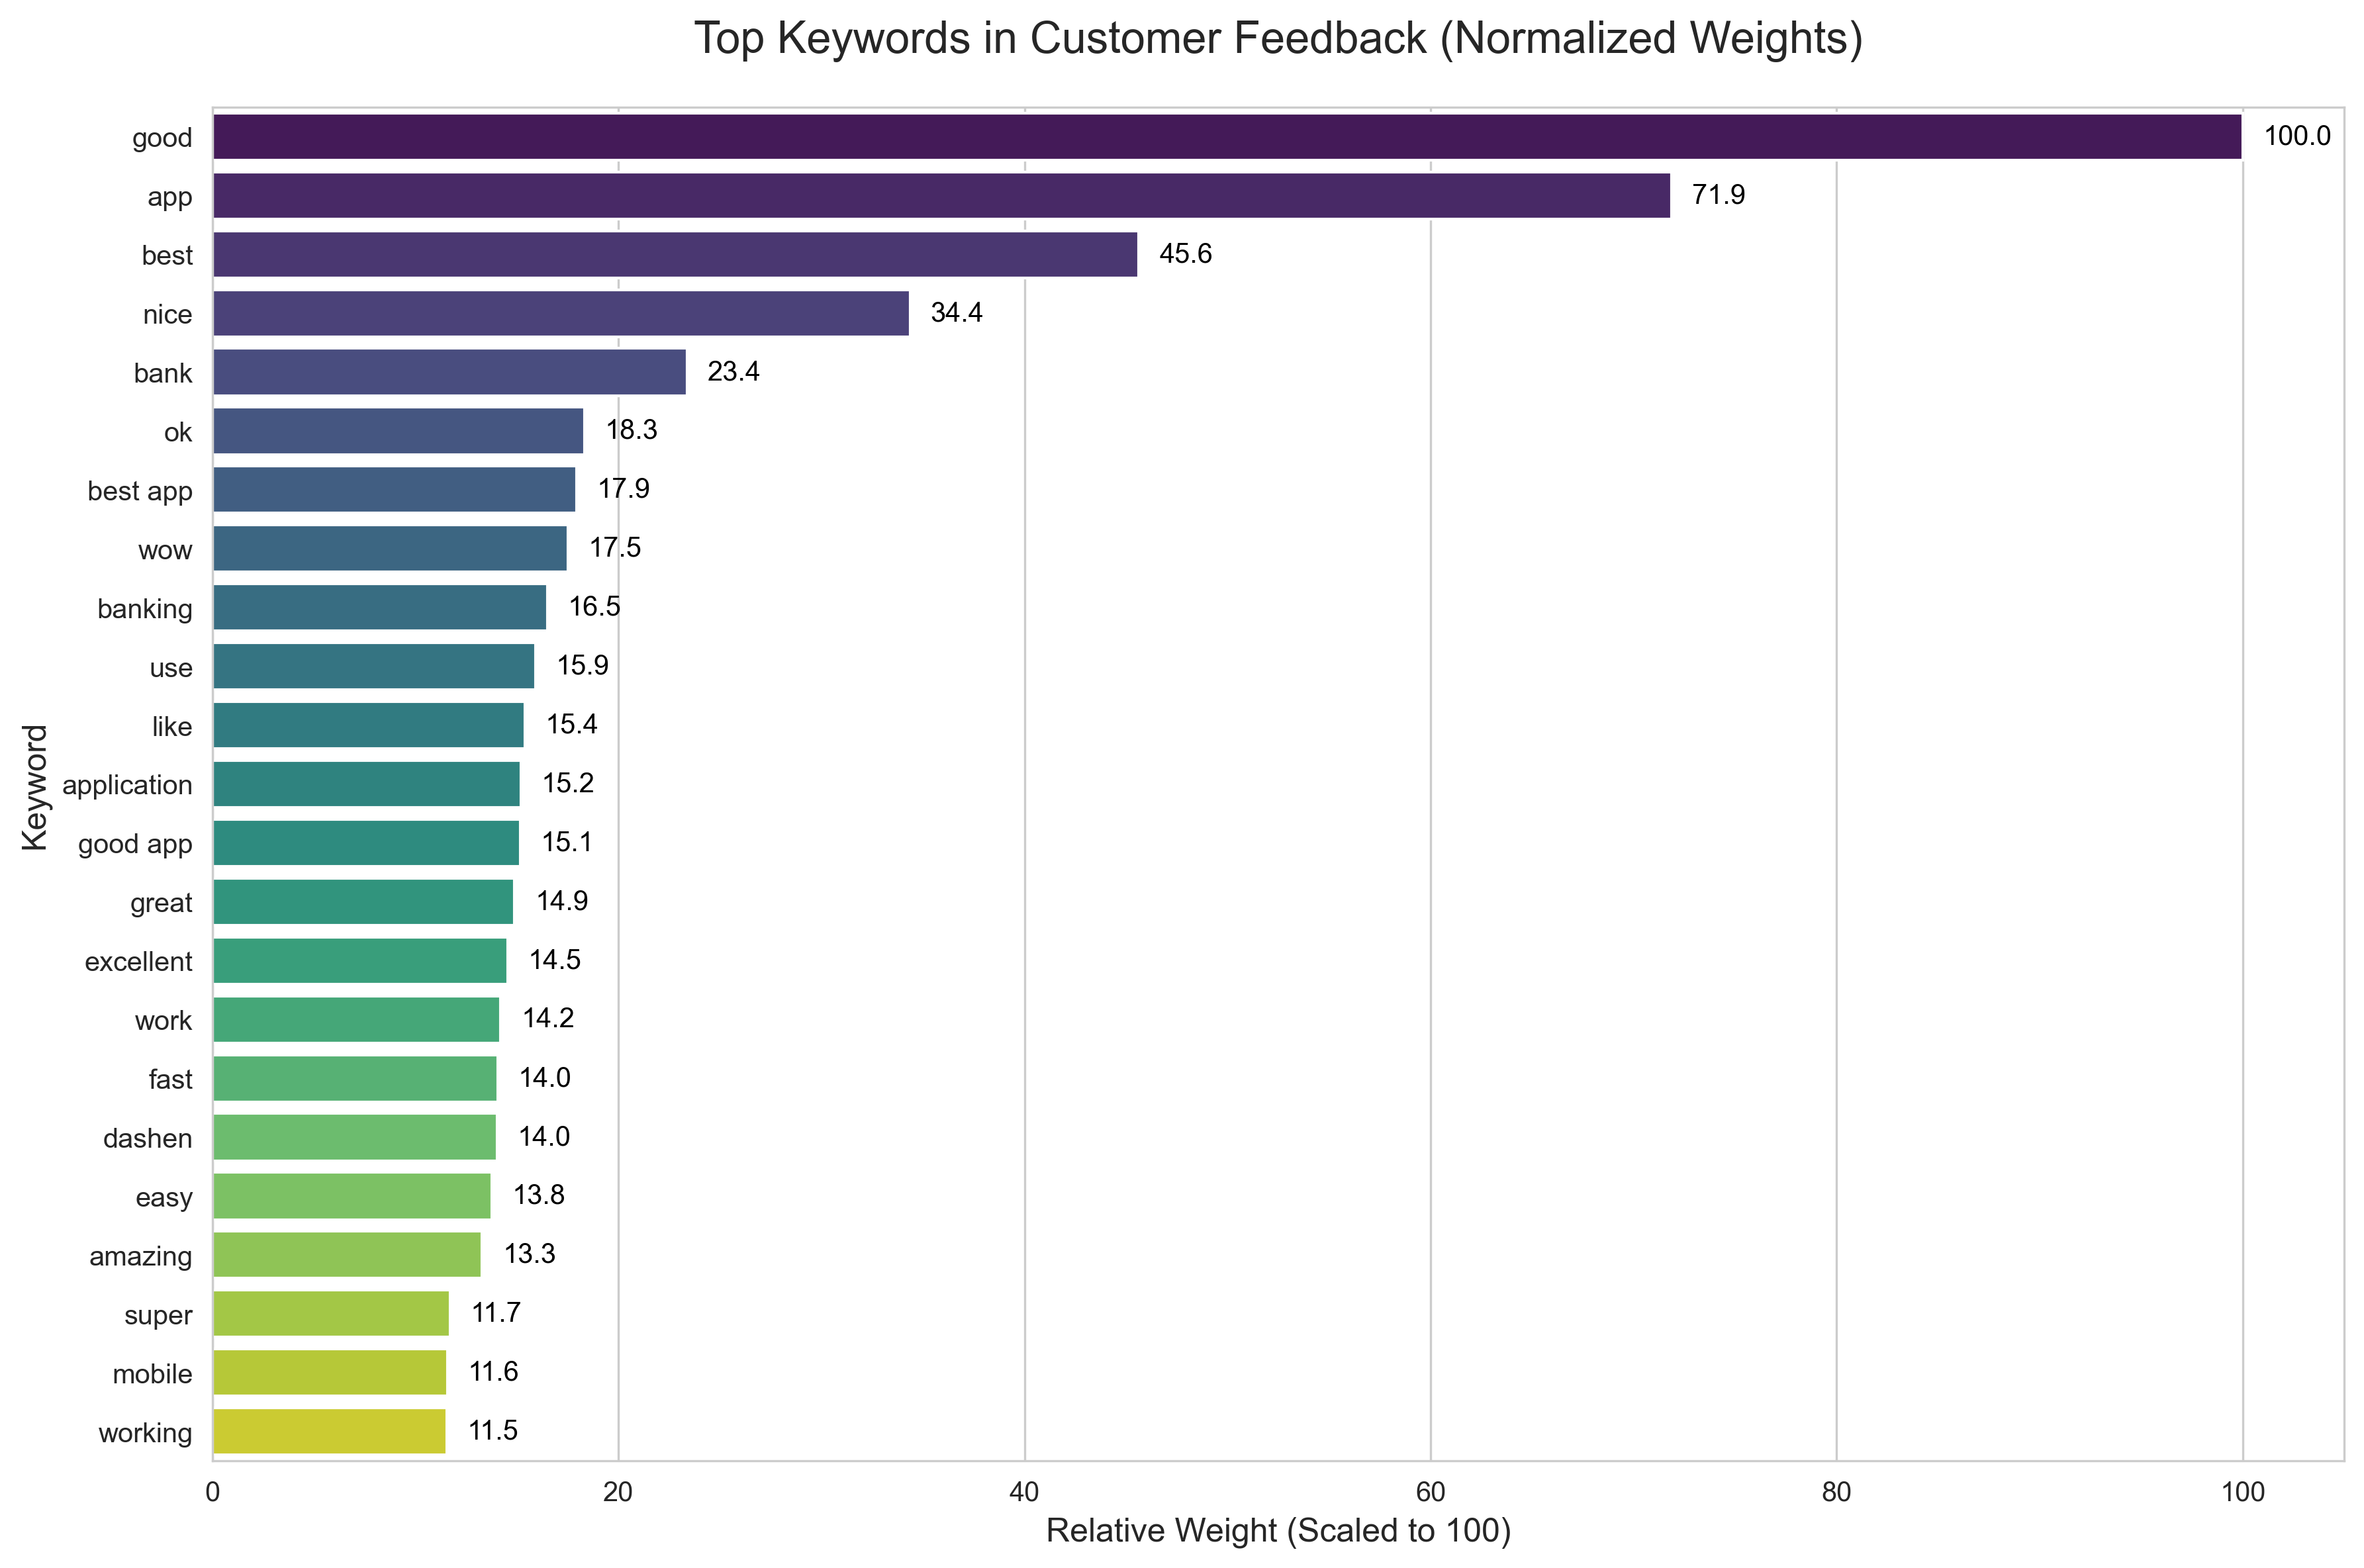 Top Keywords in Customer Feedback (Normalized Weights)
good 100.0
app 71.9
best 45.6
nice 34.4
bank 23.4
ok 18.3
best app 17.9
wow 17.5
banking 16.5
use 15.9
like 15.4
application 15.2
good app 15.1
great 14.9
excellent 14.5
work 14.2
fast 14.0
dashen 14.0
easy 13.8
amazing 13.3
super 11.7
mobile 11.6
working 11.5
Keyword
0 20 40 60 80 100
Relative Weight (Scaled to 100)